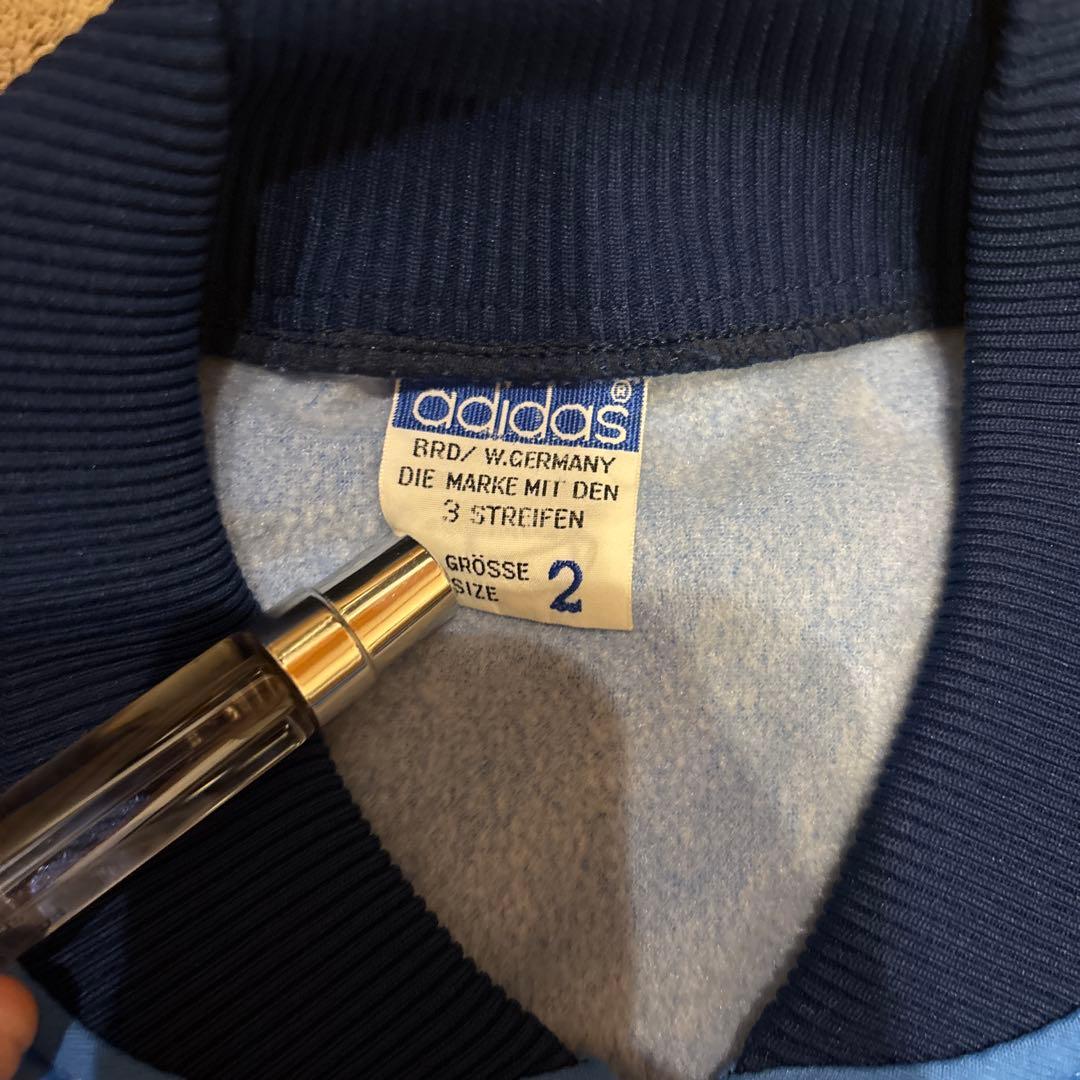 adidas®
BRD/ W.GERMANY
DIE MARKE MIT DEN
3 STREIFEN
GRÖSSE 2
SIZE